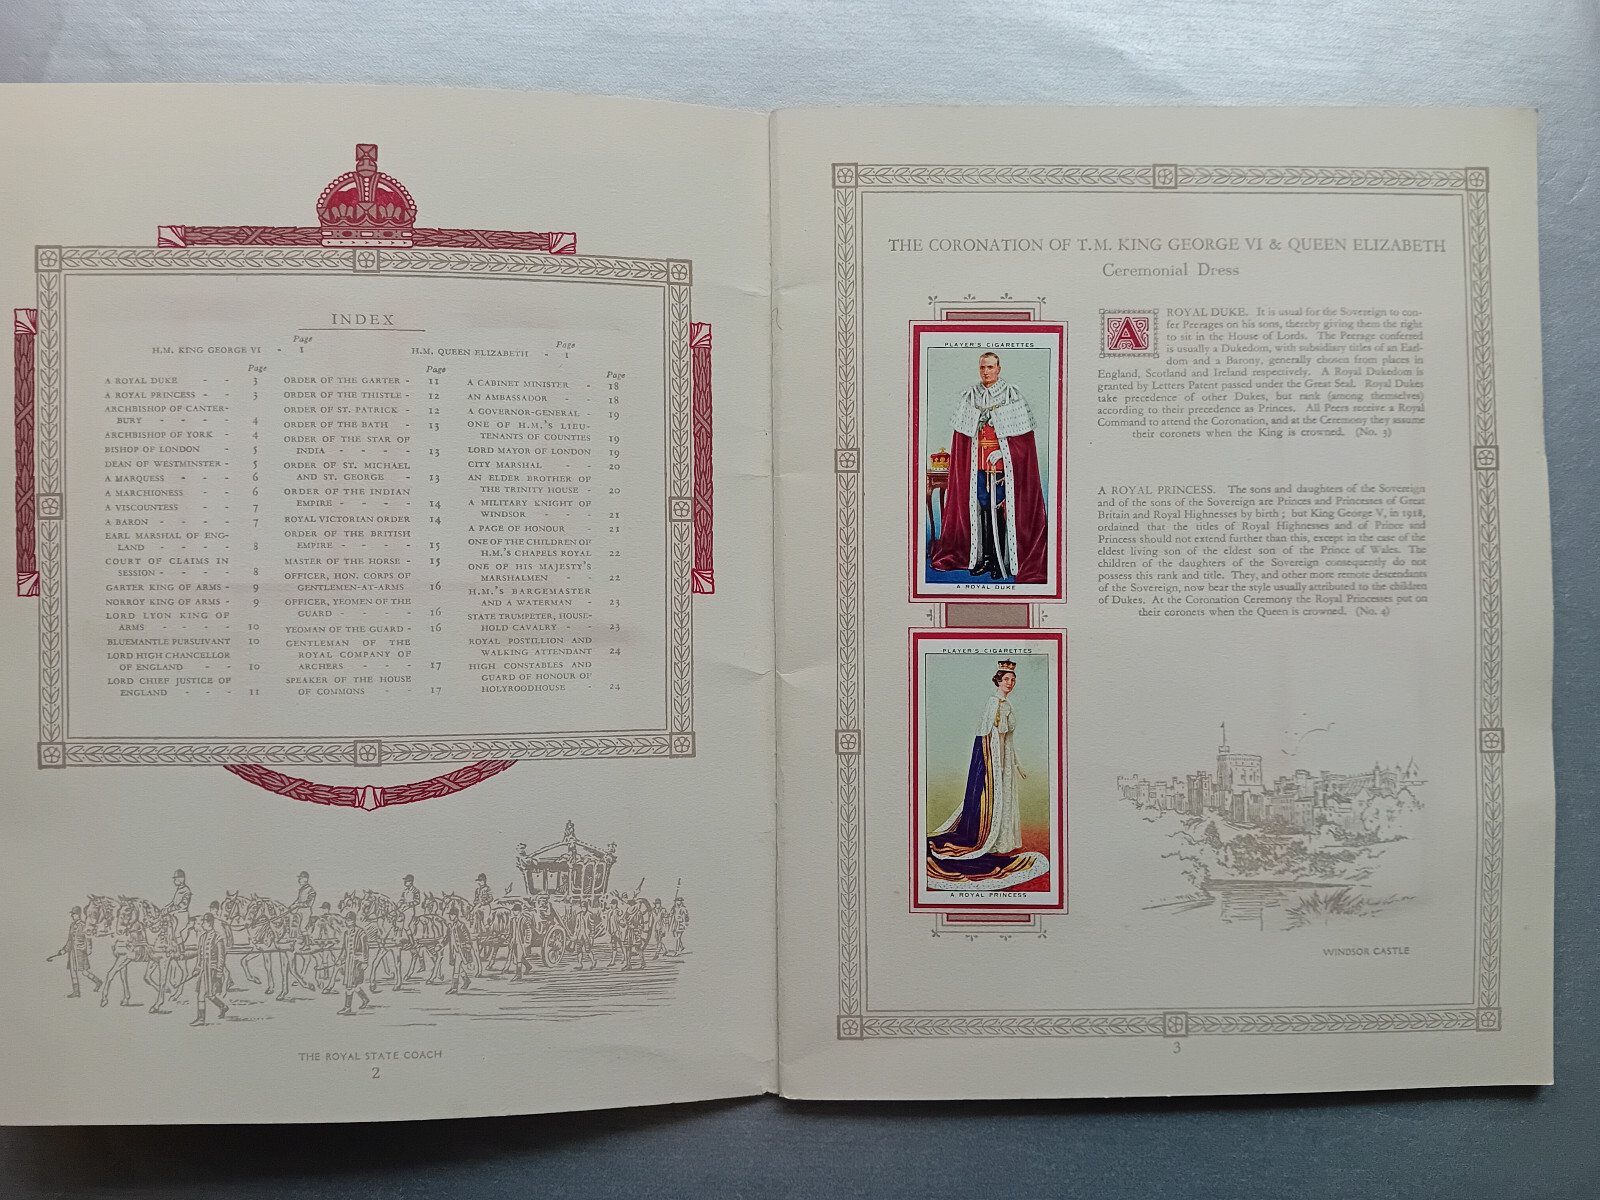 INDEX
Page Page
H.M. KING GEORGE VI - 1 H.M. QUEEN ELIZABETH - 1
Page
A ROYAL DUKE - - 3
A ROYAL PRINCESS - - 3
ARCHBISHOP OF CANTER-
BURY - - - - 4
ARCHBISHOP OF YORK - 4
BISHOP OF LONDON - 5
DEAN OF WESTMINSTER - 5
A MARQUESS - - 6
A MARCHIONESS - - 6
A VISCOUNTESS - - 7
A BARON - - - - 7
EARL MARSHAL OF ENG-
LAND - - - - 8
COURT OF CLAIMS IN
SESSION - - - - 8
GARTER KING OF ARMS - 9
NORROY KING OF ARMS - 9
LORD LYON KING OF
ARMS - - - - 10
BLUEMANTLE PURSUIVANT 10
LORD HIGH CHANCELLOR
OF ENGLAND - - 10
LORD CHIEF JUSTICE OF
ENGLAND - - - 11
Page
ORDER OF THE GARTER - 11
ORDER OF THE THISTLE - 12
ORDER OF ST. PATRICK - 12
ORDER OF THE BATH - 13
ORDER OF THE STAR OF
INDIA - - - - 13
ORDER OF ST. MICHAEL
AND ST. GEORGE - 13
ORDER OF THE INDIAN
EMPIRE - - - - 14
ROYAL VICTORIAN ORDER 14
ORDER OF THE BRITISH
EMPIRE - - - - 15
MASTER OF THE HORSE - 15
OFFICER, HON. CORPS OF
GENTLEMEN-AT-ARMS 16
OFFICER, YEOMEN OF THE
GUARD - - - - 16
YEOMAN OF THE GUARD - 16
GENTLEMAN OF THE
ROYAL COMPANY OF
ARCHERS - - - 17
SPEAKER OF THE HOUSE
OF COMMONS - - 17
Page
A CABINET MINISTER - 18
AN AMBASSADOR - - 18
A GOVERNOR-GENERAL - 19
ONE OF H.M.'S LIEU-
TENANTS OF COUNTIES 19
LORD MAYOR OF LONDON 19
CITY MARSHAL - - 20
AN ELDER BROTHER OF
THE TRINITY HOUSE - 20
A MILITARY KNIGHT OF
WINDSOR - - - 21
A PAGE OF HONOUR - 21
ONE OF THE CHILDREN OF
H.M.'S CHAPELS ROYAL 22
ONE OF HIS MAJESTY'S
MARSHALMEN - - 22
H.M.'S BARGEMASTER
AND A WATERMAN - 23
STATE TRUMPETER, HOUSE-
HOLD CAVALRY - - 23
ROYAL POSTILLION AND
WALKING ATTENDANT 24
HIGH CONSTABLES AND
GUARD OF HONOUR OF
HOLYROODHOUSE - 24
THE ROYAL STATE COACH
2
THE CORONATION OF T.M. KING GEORGE VI & QUEEN ELIZABETH
Ceremonial Dress
PLAYER'S CIGARETTES
A ROYAL DUKE
PLAYER'S CIGARETTES
A ROYAL PRINCESS
A ROYAL DUKE. It is usual for the Sovereign to con-
fer Peerages on his sons, thereby giving them the right
to sit in the House of Lords. The Peerage conferred
is usually a Dukedom, with subsidiary titles of an Earl-
dom and a Barony, generally chosen from places in
England, Scotland and Ireland respectively. A Royal Dukedom is
granted by Letters Patent passed under the Great Seal. Royal Dukes
take precedence of other Dukes, but rank (among themselves)
according to their precedence as Princes. All Peers receive a Royal
Command to attend the Coronation, and at the Ceremony they assume
their coronets when the King is crowned. (No. 3)
A ROYAL PRINCESS. The sons and daughters of the Sovereign
and of the sons of the Sovereign are Princes and Princesses of Great
Britain and Royal Highnesses by birth; but King George V, in 1918,
ordained that the titles of Royal Highnesses and of Prince and
Princess should not extend further than this, except in the case of the
eldest living son of the eldest son of the Prince of Wales. The
children of the daughters of the Sovereign consequently do not
possess this rank and title. They, and other more remote descendants
of the Sovereign, now bear the style usually attributed to the children
of Dukes. At the Coronation Ceremony the Royal Princesses put on
their coronets when the Queen is crowned. (No. 4)
WINDSOR CASTLE
3